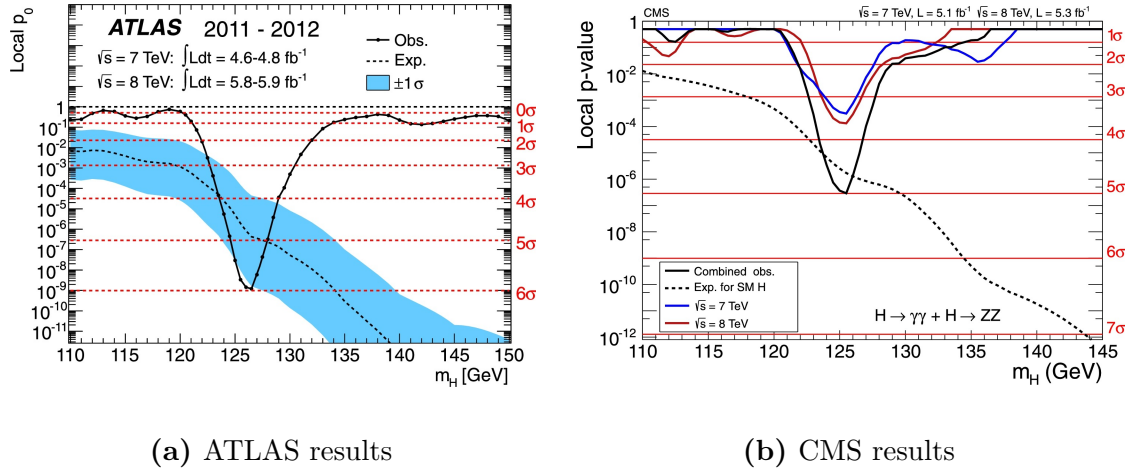 ATLAS 2011 - 2012
√s = 7 TeV: ∫Ldt = 4.6-4.8 fb⁻¹
√s = 8 TeV: ∫Ldt = 5.8-5.9 fb⁻¹
Obs.
Exp.
±1σ
Local p₀
1
10⁻¹
10⁻²
10⁻³
10⁻⁴
10⁻⁵
10⁻⁶
10⁻⁷
10⁻⁸
10⁻⁹
10⁻¹⁰
10⁻¹¹
0σ
1σ
2σ
3σ
4σ
5σ
6σ
110 115 120 125 130 135 140 145 150
m_H [GeV]
(a) ATLAS results
CMS √s = 7 TeV, L = 5.1 fb⁻¹ √s = 8 TeV, L = 5.3 fb⁻¹
Local p-value
1
10⁻²
10⁻⁴
10⁻⁶
10⁻⁸
10⁻¹⁰
10⁻¹²
1σ
2σ
3σ
4σ
5σ
6σ
7σ
Combined obs.
Exp. for SM H
√s = 7 TeV
√s = 8 TeV
H → γγ + H → ZZ
110 115 120 125 130 135 140 145
m_H (GeV)
(b) CMS results